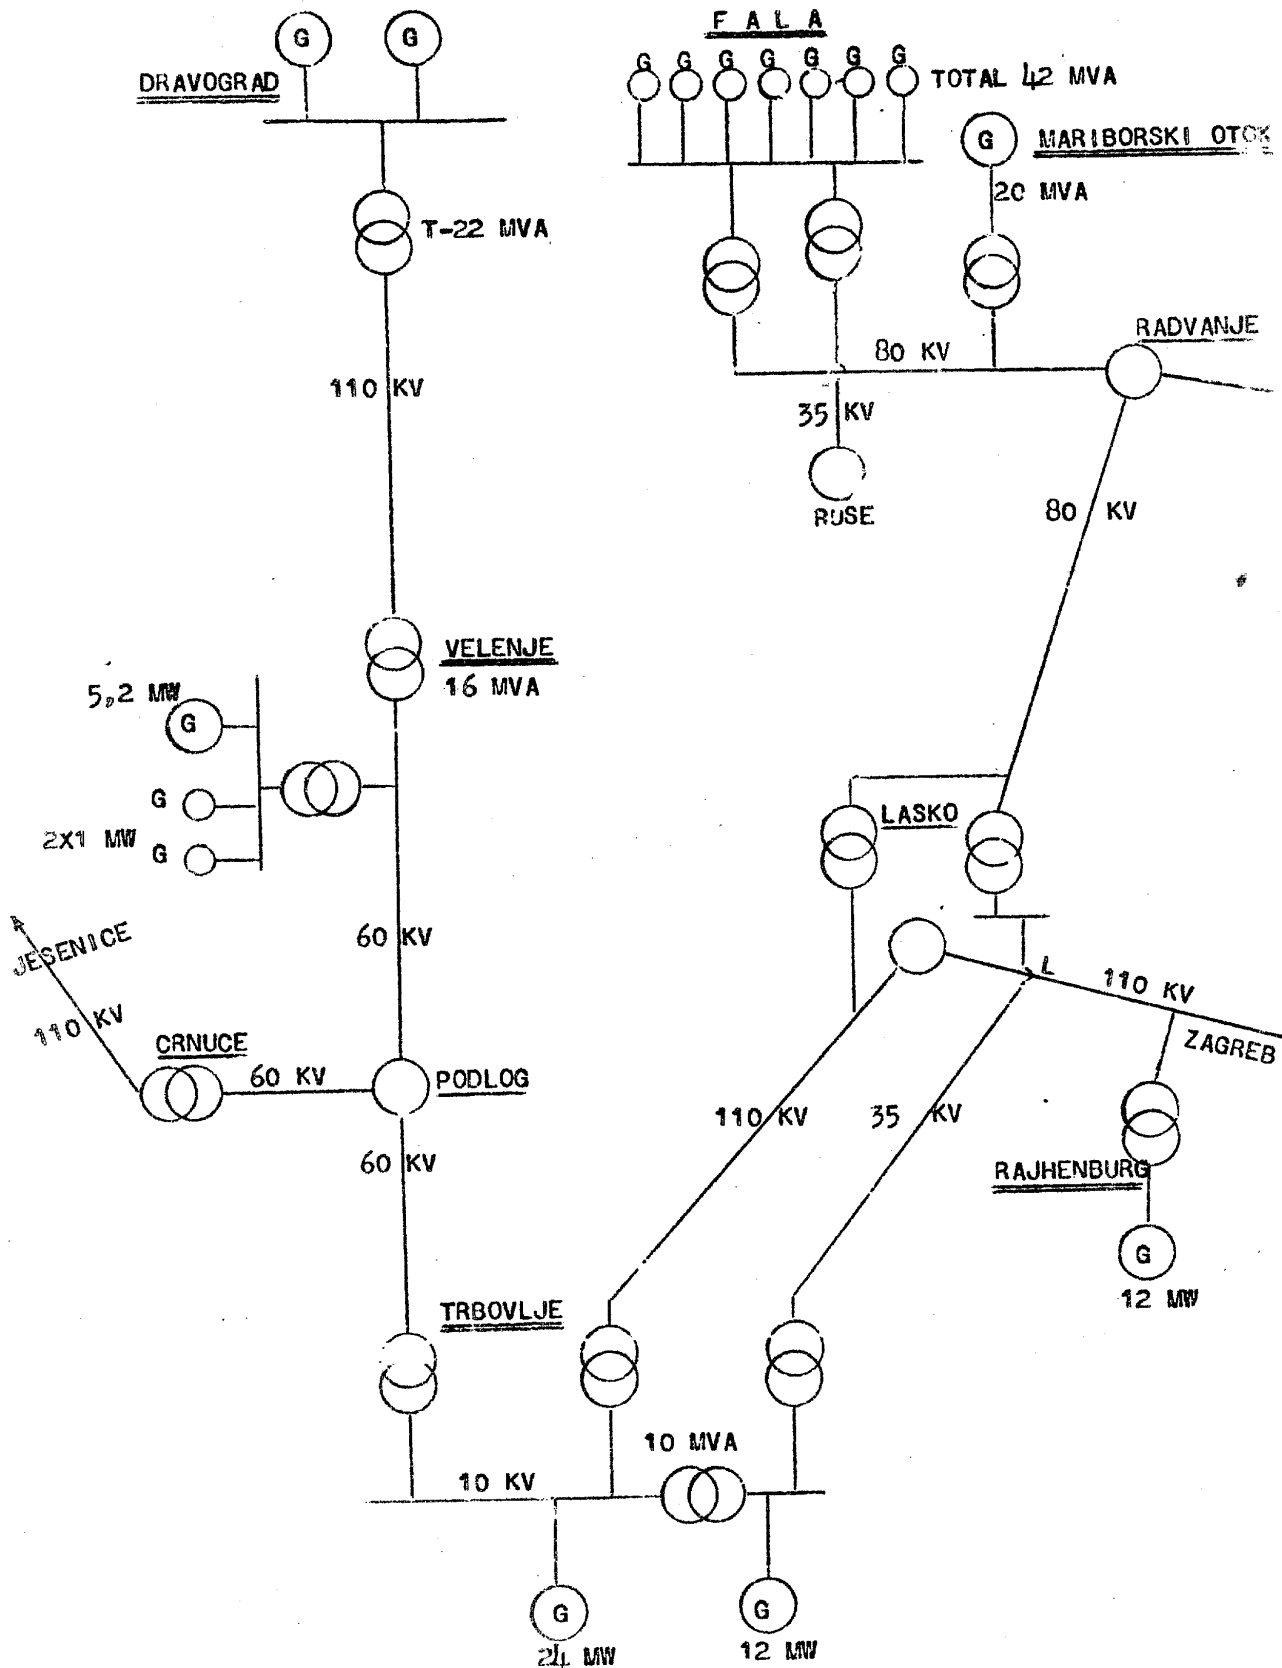 F A L A
G G
G G G G G G G
DRAVOGRAD
TOTAL 42 MVA
G
MARIBORSKI OTOK
20 MVA
T-22 MVA
RADVANJE
80 KV
110 KV
35 KV
RUSE
80 KV
VELENJE
16 MVA
5,2 MW
G
G
2X1 MW
G
LASKO
JESENICE
60 KV
L
110 KV
110 KV
ZAGREB
CRNUCE
60 KV
PODLOG
110 KV
35 KV
60 KV
RAJHENBURG
G
12 MW
TRBOVLJE
10 MVA
10 KV
G
G
24 MW
12 MW